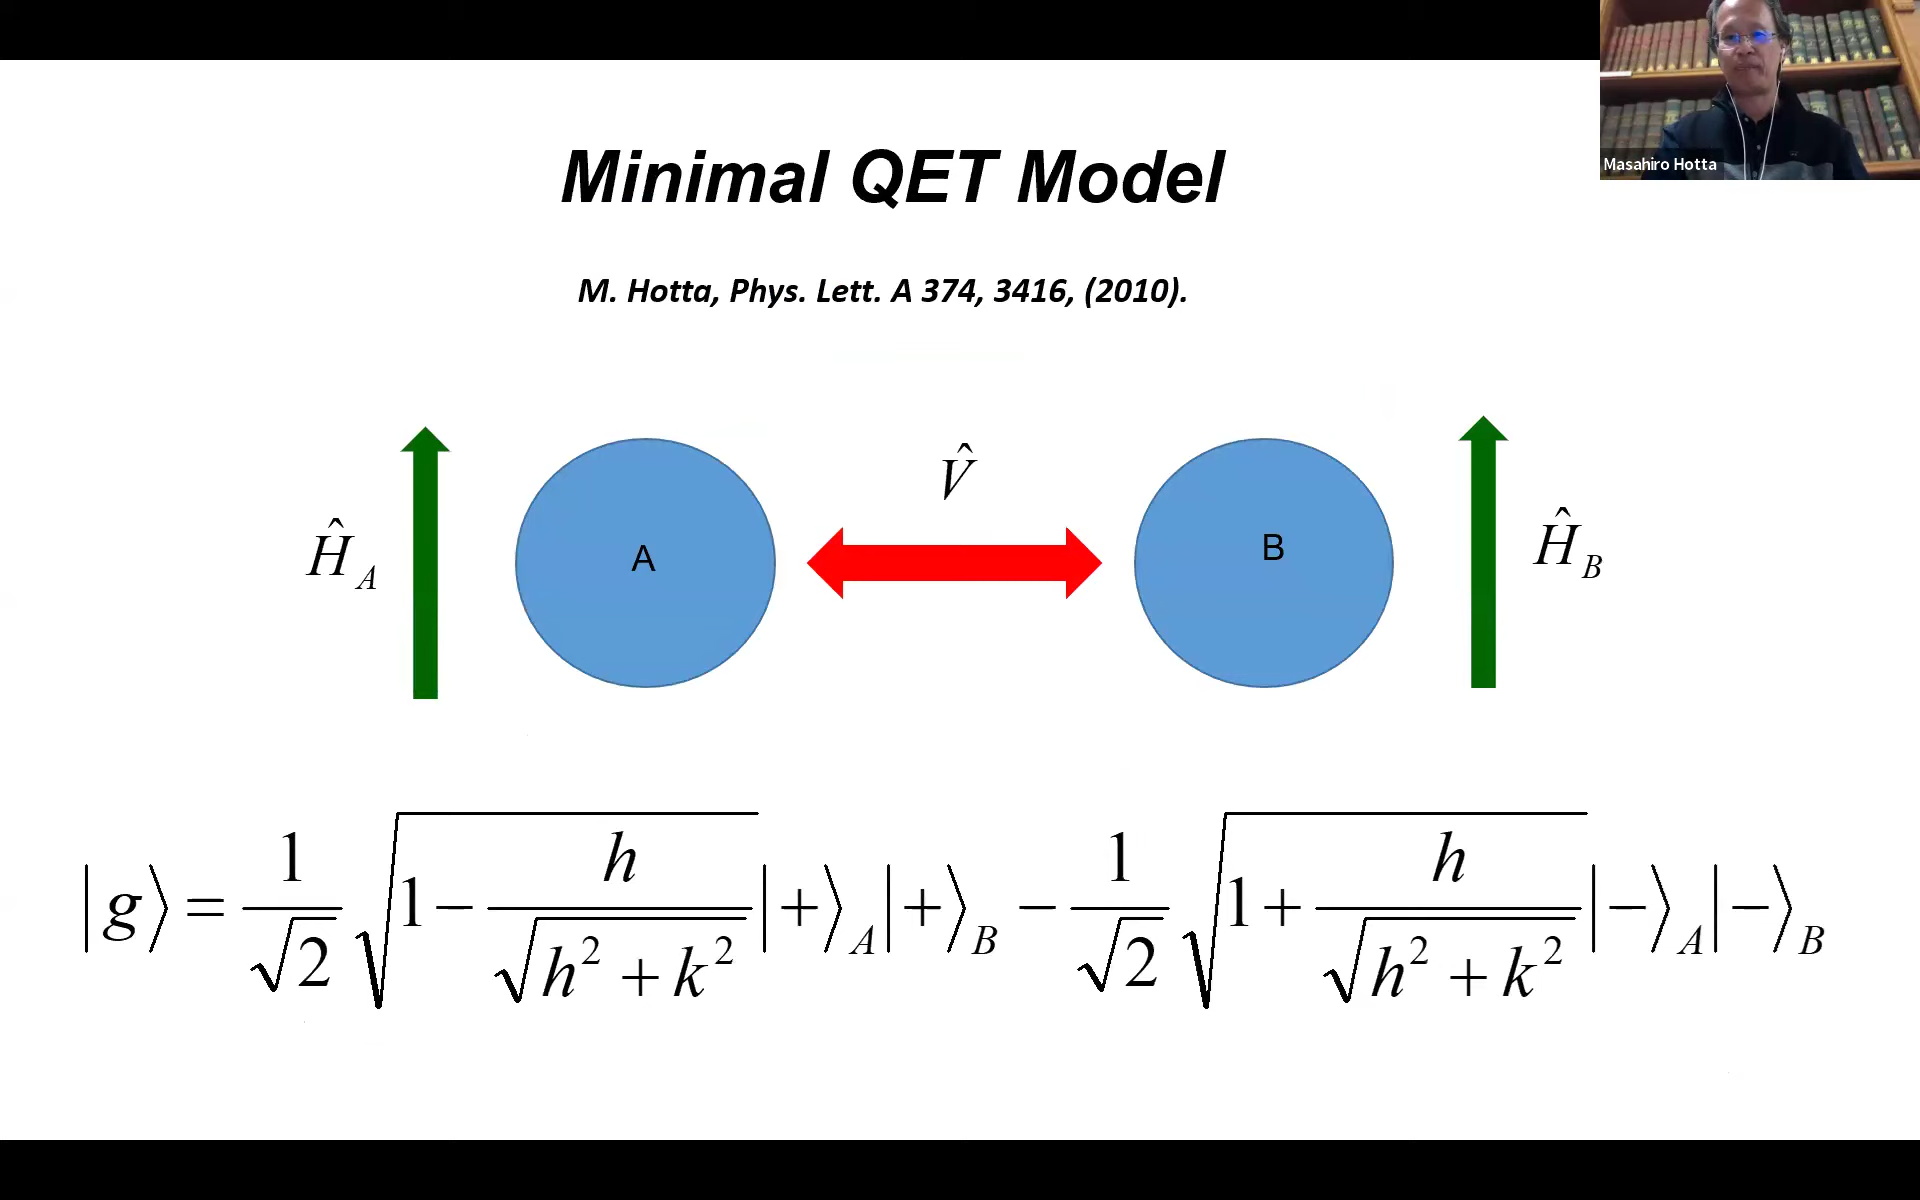 Masahiro Hotta
Minimal QET Model
M. Hotta, Phys. Lett. A 374, 3416, (2010).
V̂
Ĥ_A
A
B
Ĥ_B
|g⟩ = 1/√2 √(1 − h/√(h² + k²)) |+⟩_A |+⟩_B − 1/√2 √(1 + h/√(h² + k²)) |−⟩_A |−⟩_B